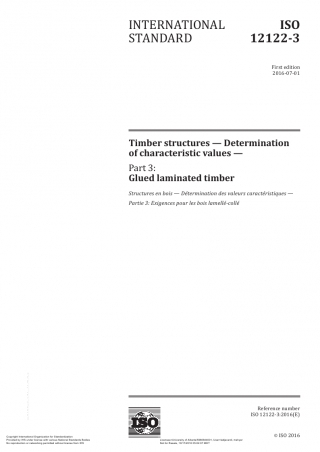 INTERNATIONAL
STANDARD
ISO
12122-3
First edition
2016-07-01
Timber structures — Determination
of characteristic values —
Part 3:
Glued laminated timber
Structures en bois — Détermination des valeurs caractéristiques —
Partie 3: Exigences pour les bois lamellé-collé
Reference number
ISO 12122-3:2016(E)
ISO
© ISO 2016